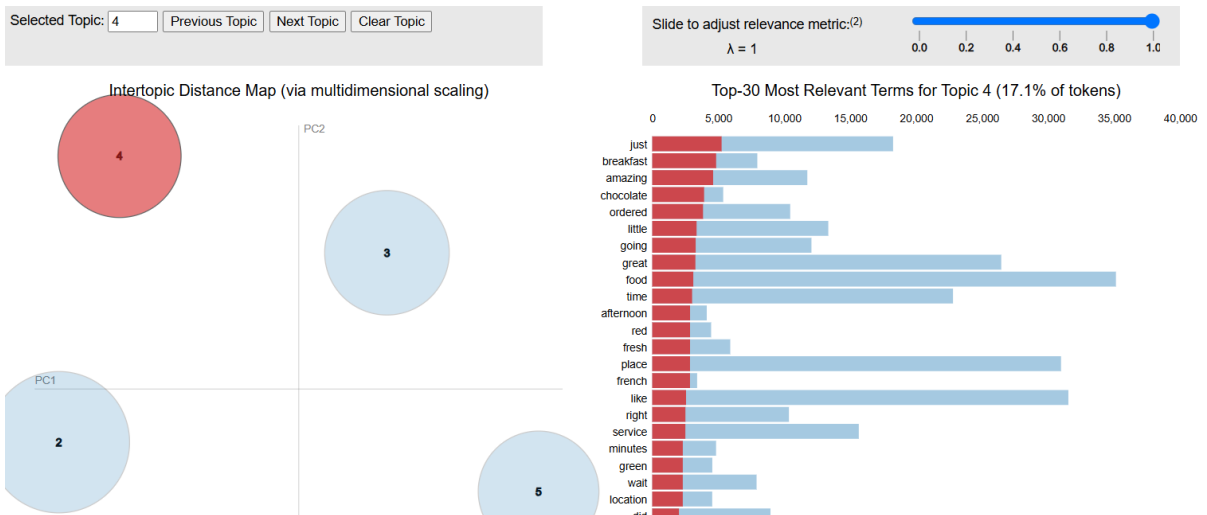 Selected Topic: 4 Previous Topic Next Topic Clear Topic
Slide to adjust relevance metric:(2)
λ = 1
0.0 0.2 0.4 0.6 0.8 1.0
Intertopic Distance Map (via multidimensional scaling)
PC2
4
3
PC1
2
5
Top-30 Most Relevant Terms for Topic 4 (17.1% of tokens)
0 5,000 10,000 15,000 20,000 25,000 30,000 35,000 40,000
just
breakfast
amazing
chocolate
ordered
little
going
great
food
time
afternoon
red
fresh
place
french
like
right
service
minutes
green
wait
location
did